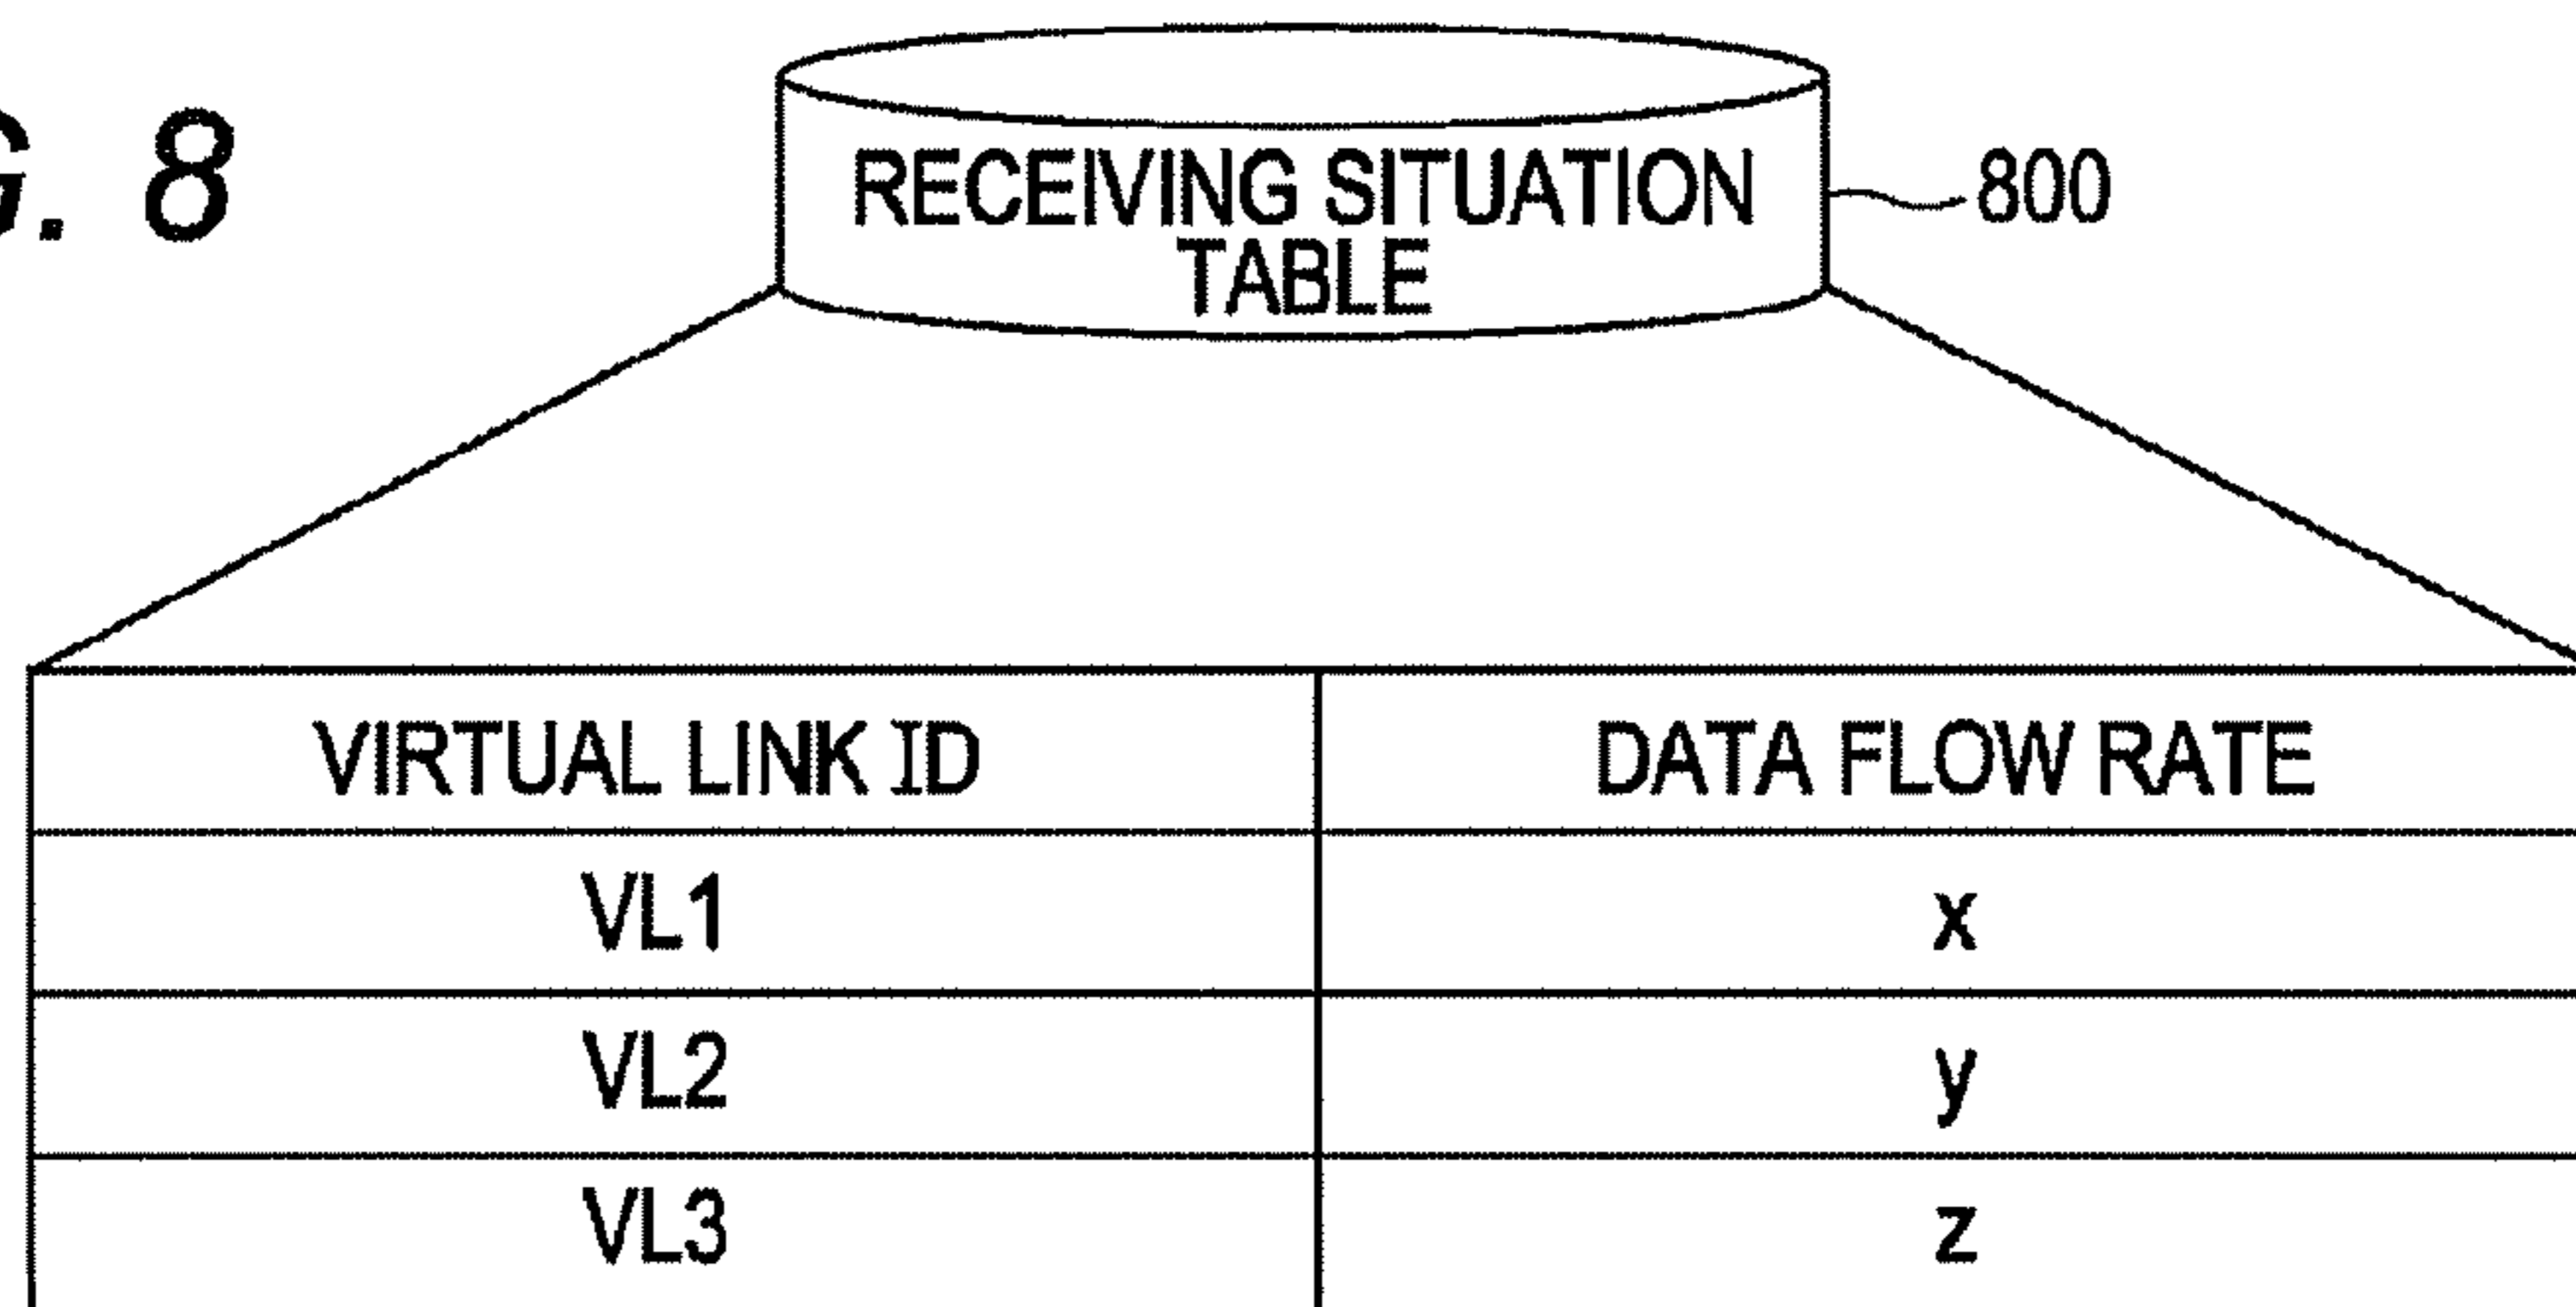 G. 8
RECEIVING SITUATION
TABLE
800
VIRTUAL LINK ID DATA FLOW RATE
VL1 x
VL2 y
VL3 z